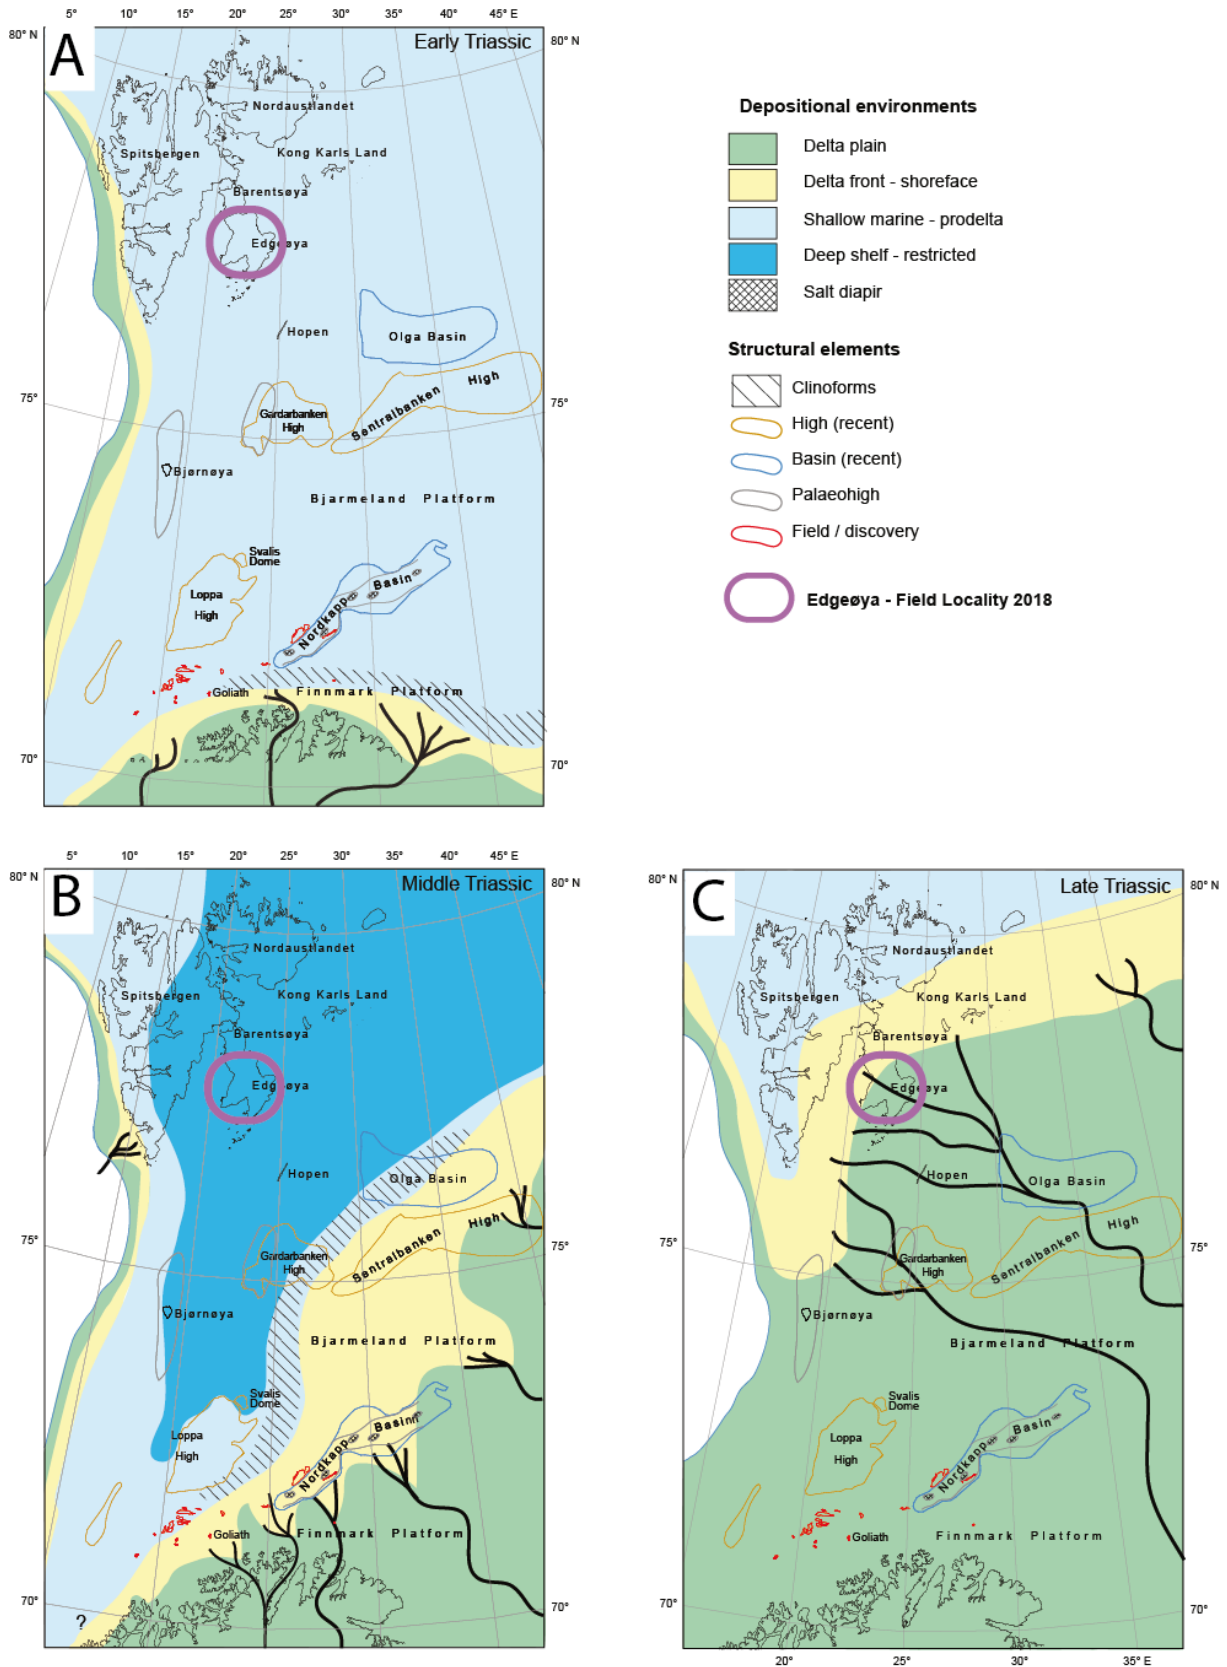 5° 10° 15° 20° 25° 30° 35° 40° 45° E
80° N
80° N
A
Early Triassic
Nordaustlandet
Spitsbergen
Kong Karls Land
Barentsøya
Edgeøya
Hopen
Olga Basin
75°
75°
Gardarbanken
High
Sentralbanken High
Bjørnøya
Bjarmeland Platform
Svalis
Dome
Loppa
High
Nordkapp Basin
Goliath
Finnmark Platform
70°
70°
Depositional environments
Delta plain
Delta front - shoreface
Shallow marine - prodelta
Deep shelf - restricted
Salt diapir
Structural elements
Clinoforms
High (recent)
Basin (recent)
Palaeohigh
Field / discovery
Edgeøya - Field Locality 2018
5° 10° 15° 20° 25° 30° 35° 40° 45° E
80° N
80° N
B
Middle Triassic
Nordaustlandet
Spitsbergen
Kong Karls Land
Barentsøya
Edgeøya
Hopen
Olga Basin
75°
75°
Gardarbanken
High
Sentralbanken High
Bjørnøya
Bjarmeland Platform
Svalis
Dome
Loppa
High
Nordkapp Basinn
Goliath
Finnmark Platform
70°
70°
?
80° N
80° N
C
Late Triassic
Nordaustlandet
Spitsbergen
Kong Karls Land
Barentsøya
Edgeøya
Hopen
Olga Basin
75°
75°
Gardarbanken
High
Sentralbanken High
Bjørnøya
Bjarmeland Platform
Svalis
Dome
Loppa
High
Nordkapp Basin
Goliath
Finnmark Platform
70°
70°
20° 25° 30° 35° E